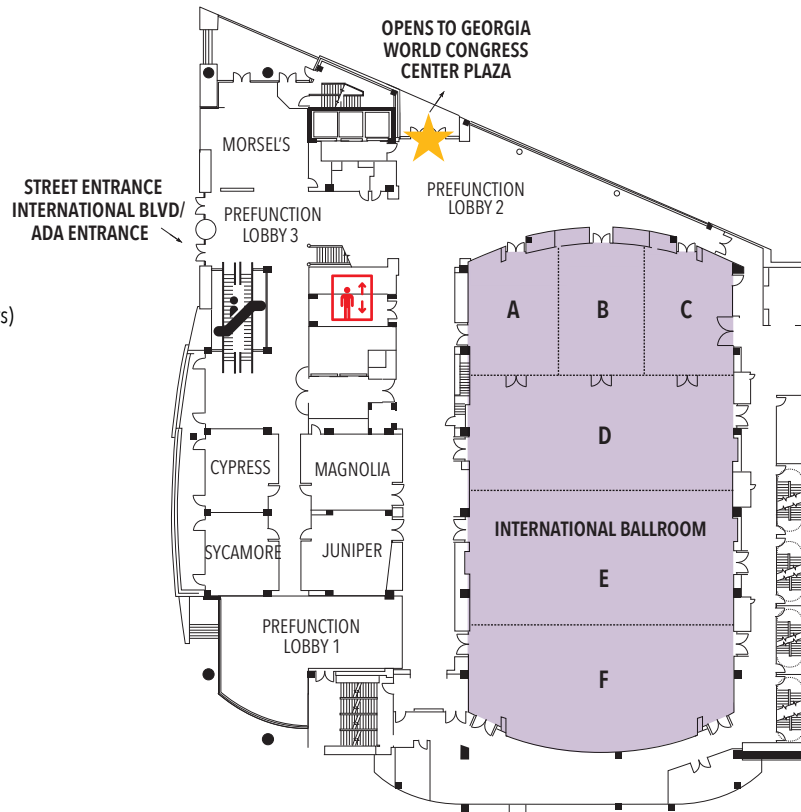 OPENS TO GEORGIA
WORLD CONGRESS
CENTER PLAZA
MORSEL'S
STREET ENTRANCE
INTERNATIONAL BLVD/
ADA ENTRANCE
PREFUNCTION
LOBBY 2
PREFUNCTION
LOBBY 3
s)
A
B
C
D
CYPRESS
MAGNOLIA
INTERNATIONAL BALLROOM
SYCAMORE
JUNIPER
E
PREFUNCTION
LOBBY 1
F